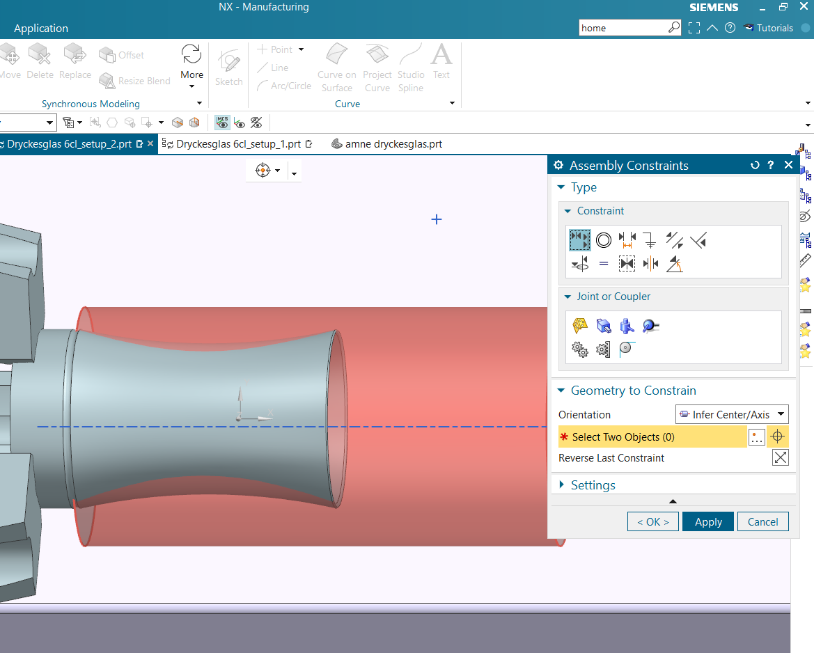 NX - Manufacturing
SIEMENS
Application
home
Tutorials
Move Delete Replace
Offset
Resize Blend
More
Sketch
Point
Line
Arc/Circle
Curve on Surface
Project Curve
Studio Spline
Text
Synchronous Modeling
Curve
Dryckesglas 6cl_setup_2.prt
Dryckesglas 6cl_setup_1.prt
amne dryckesglas.prt
Assembly Constraints
Type
Constraint
Joint or Coupler
Geometry to Constrain
Orientation
Infer Center/Axis
* Select Two Objects (0)
Reverse Last Constraint
Settings
< OK >
Apply
Cancel